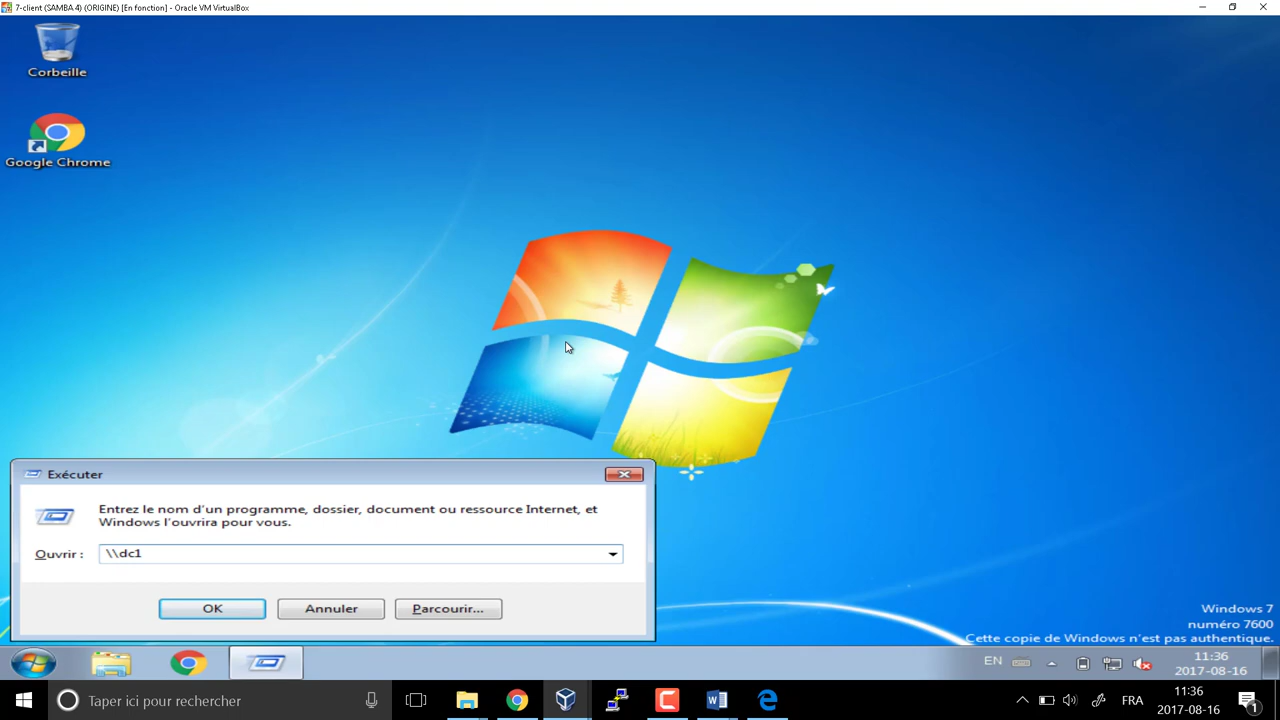 7-client (SAMBA 4) (ORIGINE) [En fonction] - Oracle VM VirtualBox
Corbeille
Google Chrome
Exécuter
Entrez le nom d'un programme, dossier, document ou ressource Internet, et
Windows l'ouvrira pour vous.
Ouvrir :
\\dc1
OK
Annuler
Parcourir...
Windows 7
numéro 7600
Cette copie de Windows n'est pas authentique.
EN
11:36
2017-08-16
Taper ici pour rechercher
FRA
11:36
2017-08-16
1